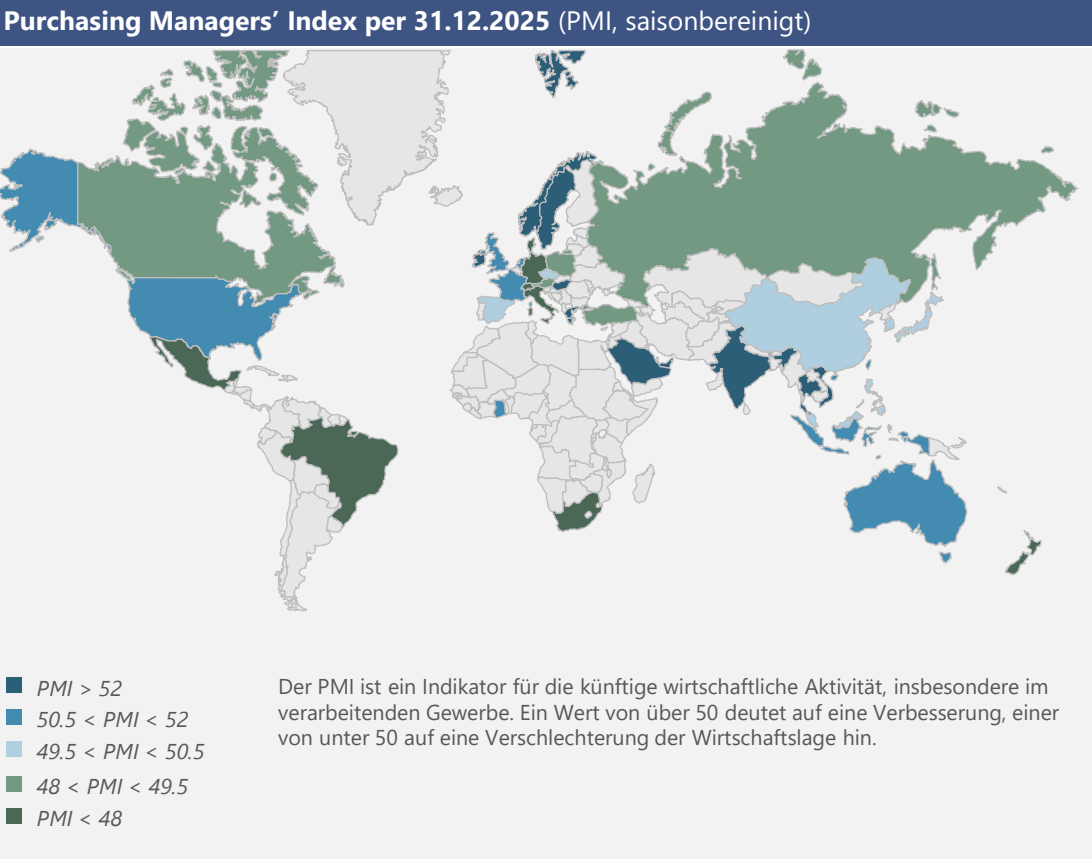 Purchasing Managers’ Index per 31.12.2025 (PMI, saisonbereinigt)
PMI > 52
50.5 < PMI < 52
49.5 < PMI < 50.5
48 < PMI < 49.5
PMI < 48
Der PMI ist ein Indikator für die künftige wirtschaftliche Aktivität, insbesondere im
verarbeitenden Gewerbe. Ein Wert von über 50 deutet auf eine Verbesserung, einer
von unter 50 auf eine Verschlechterung der Wirtschaftslage hin.